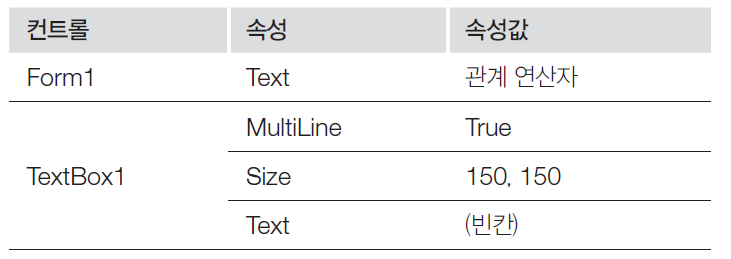 컨트롤 속성 속성값
Form1 Text 관계 연산자
MultiLine True
TextBox1 Size 150, 150
Text (빈칸)